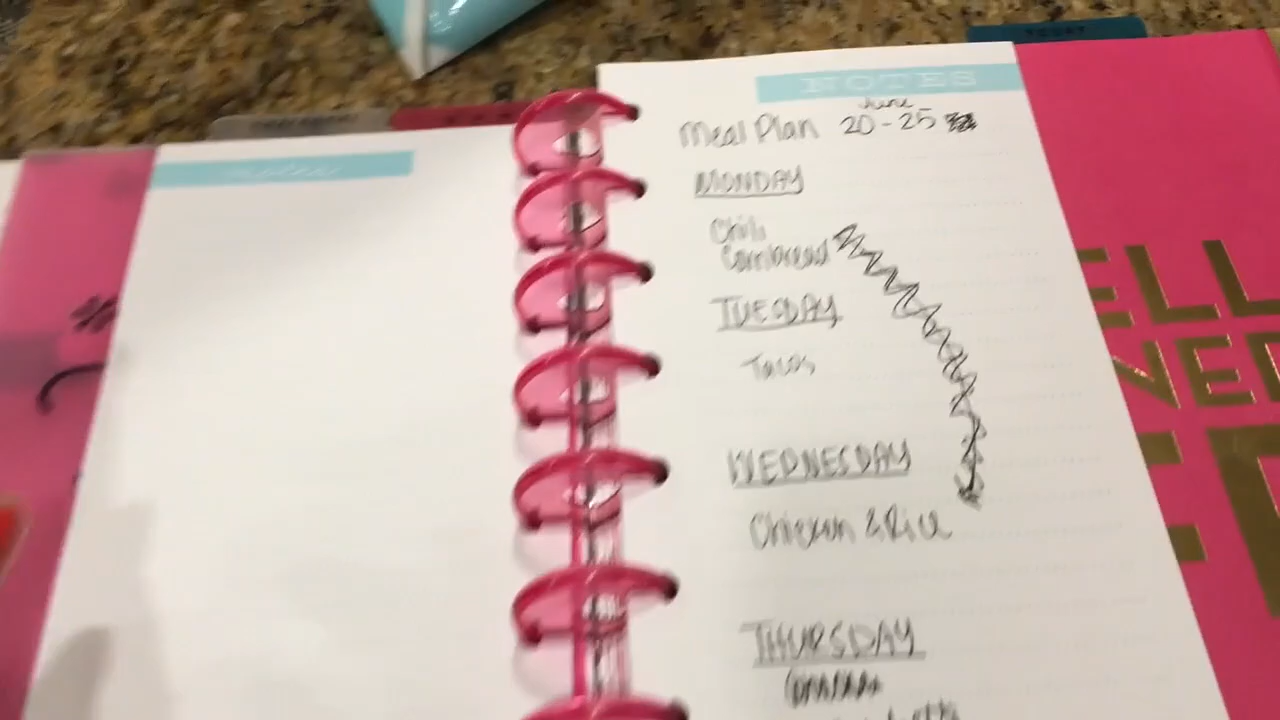 NOTES
June
Meal Plan 20-25
MONDAY
Chili
Cornbread
TUESDAY
Tacos
WEDNESDAY
Chicken & Rice
THURSDAY